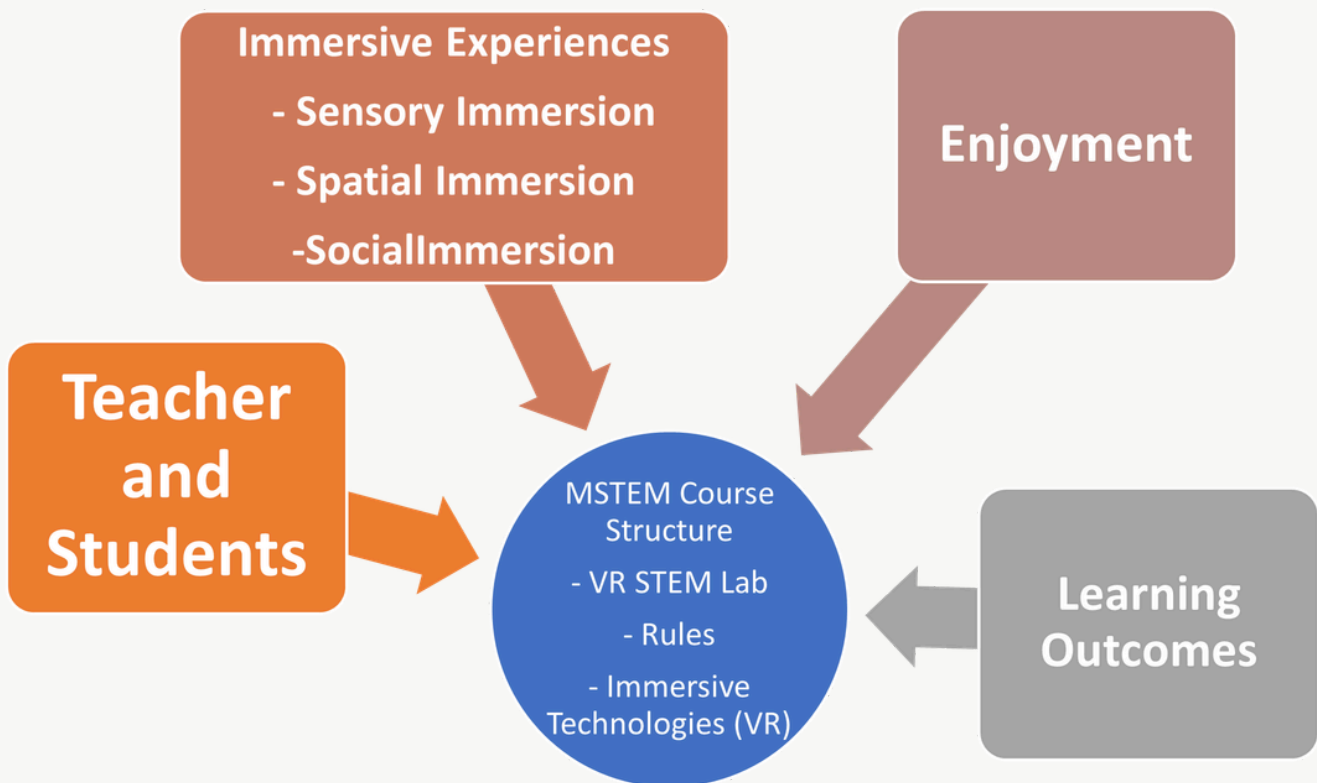 Immersive Experiences
- Sensory Immersion
- Spatial Immersion
-SocialImmersion
Enjoyment
Teacher
and
Students
MSTEM Course
Structure
- VR STEM Lab
- Rules
- Immersive
Technologies (VR)
Learning
Outcomes